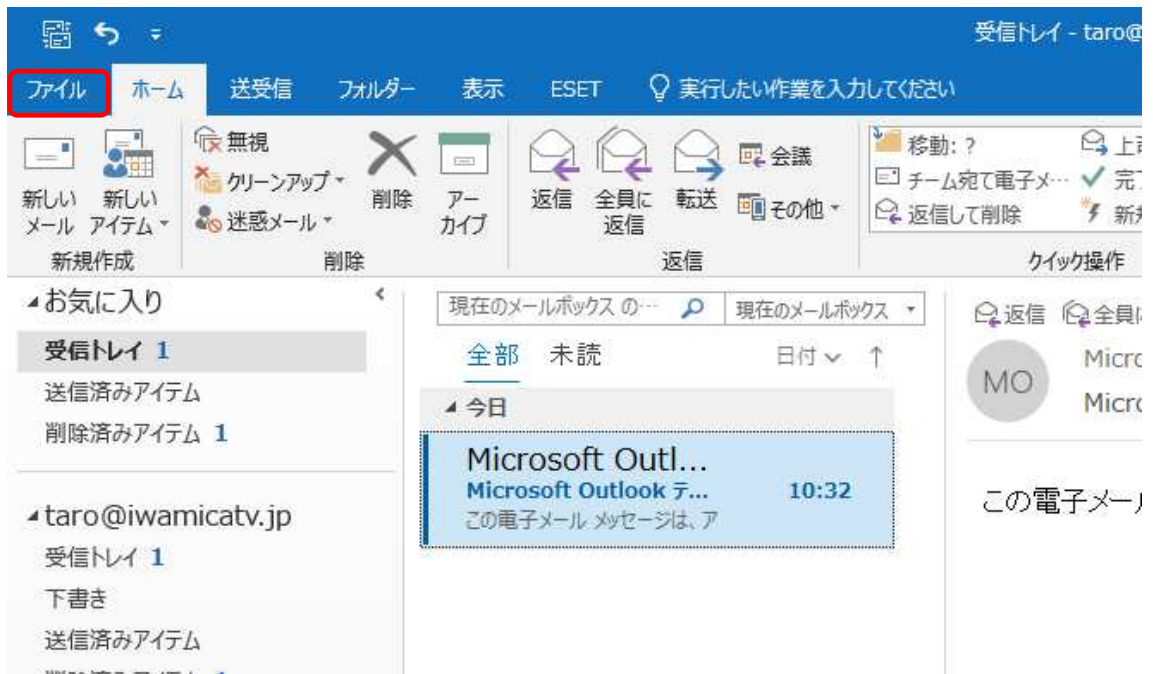 受信トレイ - taro@
ファイル ホーム 送受信 フォルダー 表示 ESET 実行したい作業を入力してください
新しい
メール
新しい
アイテム
新規作成
無視
クリーンアップ
迷惑メール
削除
削除
アー
カイブ
返信
全員に
返信
転送
会議
その他
返信
移動: ?
チーム宛て電子メ…
返信して削除
上
完
新
クイック操作
お気に入り
受信トレイ 1
送信済みアイテム
削除済みアイテム 1
taro@iwamicatv.jp
受信トレイ 1
下書き
送信済みアイテム
現在のメールボックス の… 現在のメールボックス
全部 未読 日付 ↑
今日
Microsoft Outl...
Microsoft Outlook テ... 10:32
この電子メール メッセージは、ア
返信 全員に
MO
Micro
Micro
この電子メー